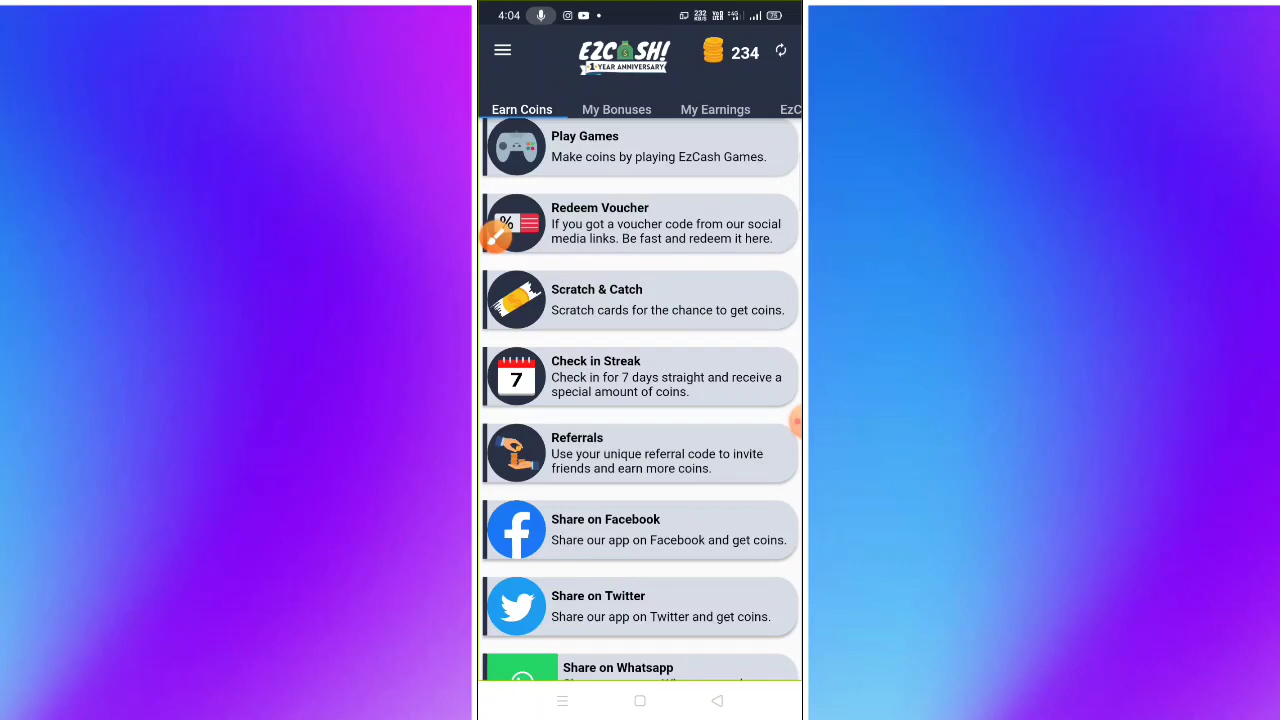 4:04
232
KB/S
4G
75
EZCASH!
1 YEAR ANNIVERSARY
234
Earn Coins My Bonuses My Earnings EzC
Play Games
Make coins by playing EzCash Games.
%
Redeem Voucher
If you got a voucher code from our social
media links. Be fast and redeem it here.
Scratch & Catch
Scratch cards for the chance to get coins.
7
Check in Streak
Check in for 7 days straight and receive a
special amount of coins.
Referrals
Use your unique referral code to invite
friends and earn more coins.
Share on Facebook
Share our app on Facebook and get coins.
Share on Twitter
Share our app on Twitter and get coins.
Share on Whatsapp